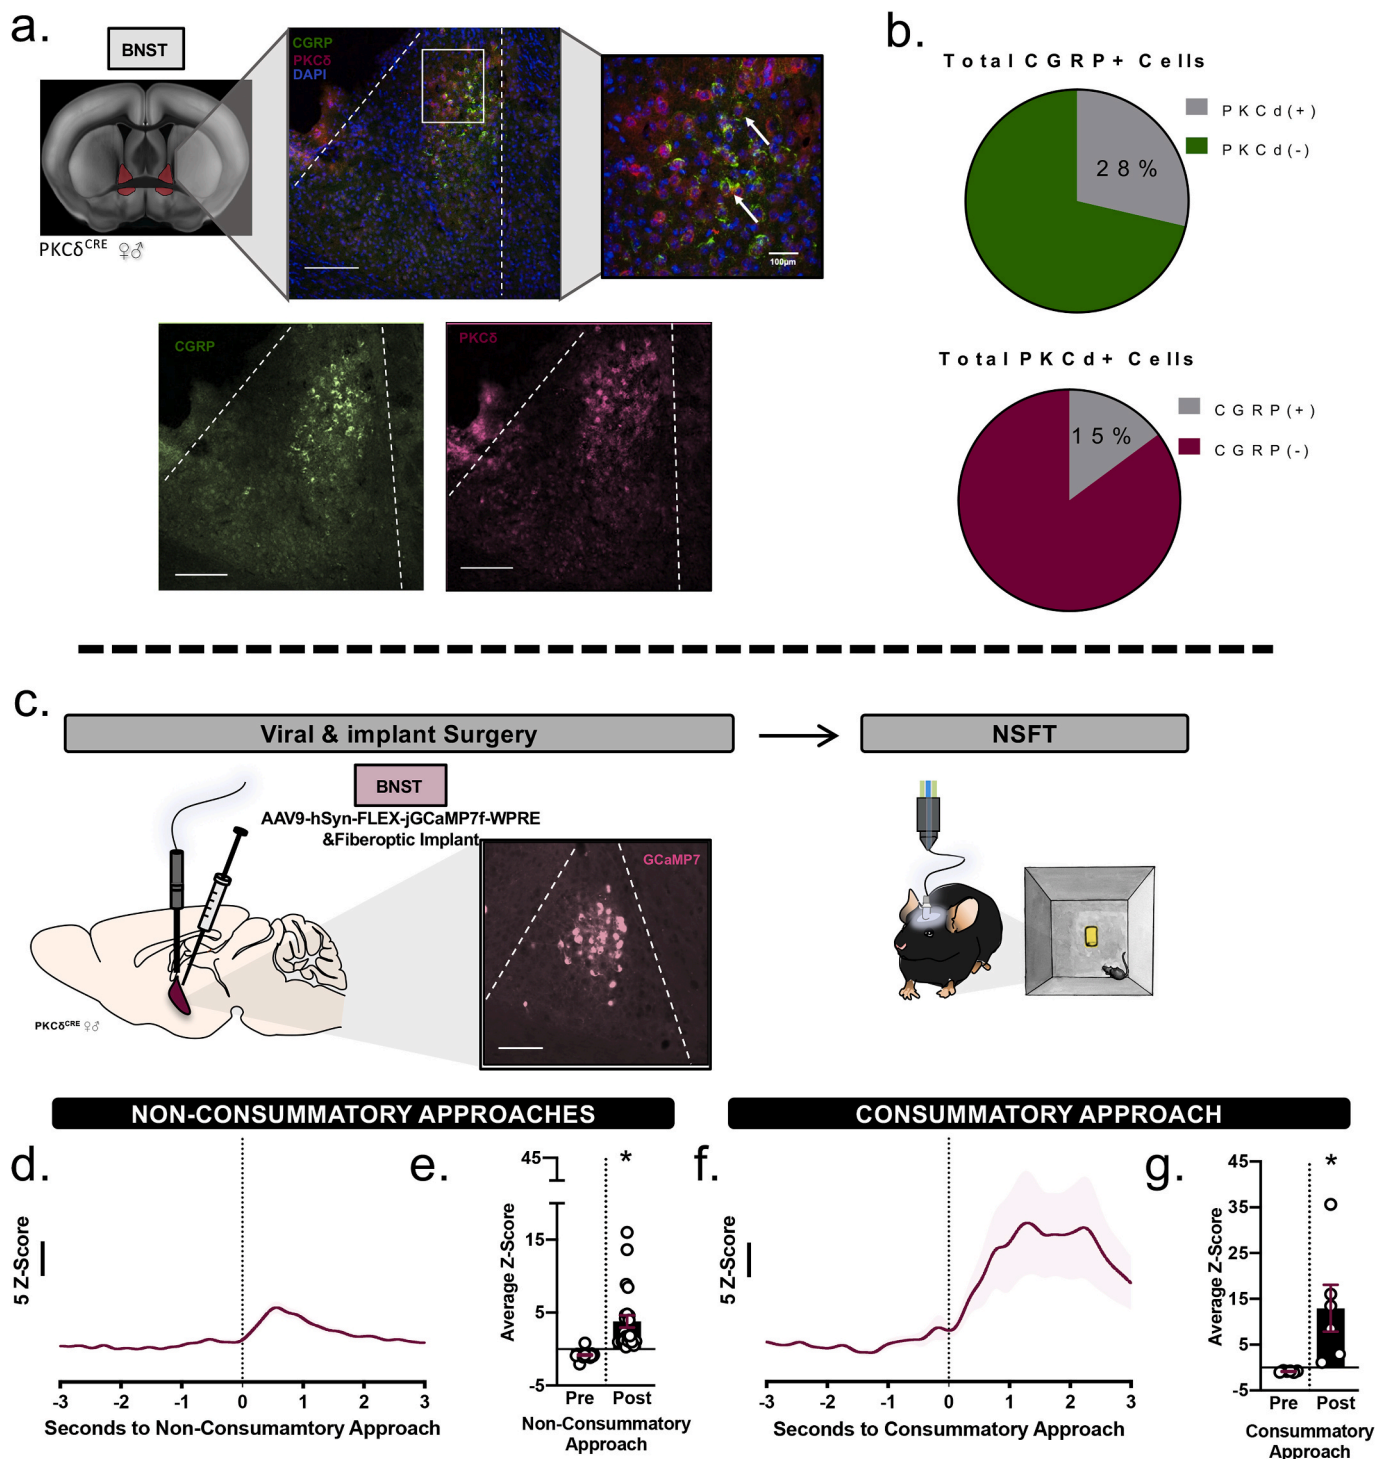 a.
BNST
PKCδCRE ♀♂
CGRP
PKCδ
DAPI
100μm
CGRP
PKCδ
b.
Total CGRP+ Cells
PKCd(+)
PKCd(-)
28%
Total PKCd+ Cells
CGRP(+)
CGRP(-)
15%
c.
Viral & implant Surgery
NSFT
BNST
AAV9-hSyn-FLEX-jGCaMP7f-WPRE
&Fiberoptic Implant
GCaMP7
PKCδCRE ♀♂
NON-CONSUMMATORY APPROACHES
CONSUMMATORY APPROACH
d.
5 Z-Score
-3 -2 -1 0 1 2 3
Seconds to Non-Consumamtory Approach
e.
Average Z-Score
45
15
5
-5
*
Pre Post
Non-Consummatory
Approach
f.
5 Z-Score
-3 -2 -1 0 1 2 3
Seconds to Consummatory Approach
g.
Average Z-Score
45
35
25
15
5
-5
*
Pre Post
Consummatory
Approach